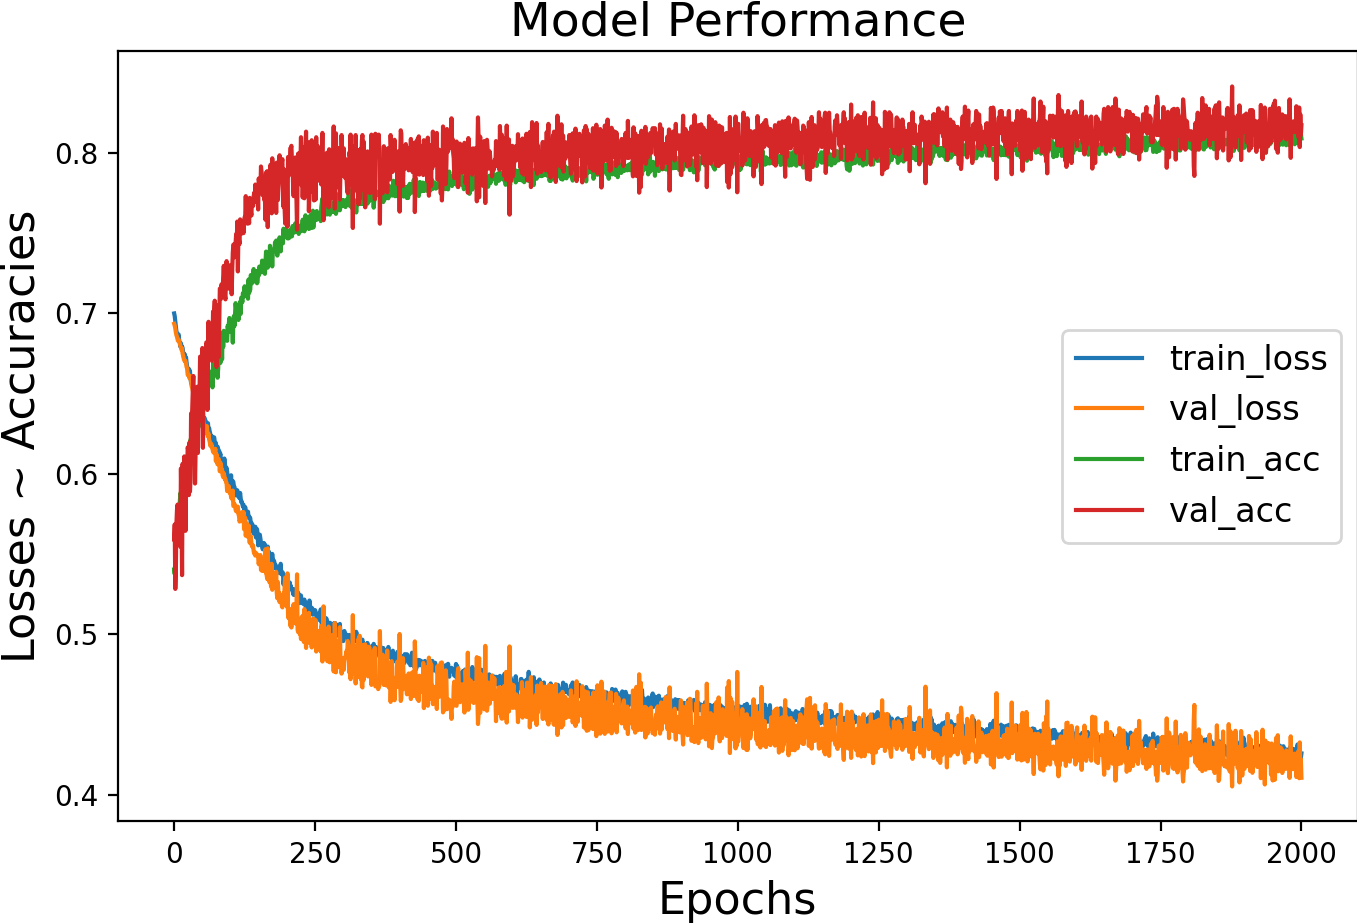 Model Performance
Losses ~ Accuracies
0.8
0.7
0.6
0.5
0.4
train_loss
val_loss
train_acc
val_acc
0 250 500 750 1000 1250 1500 1750 2000
Epochs